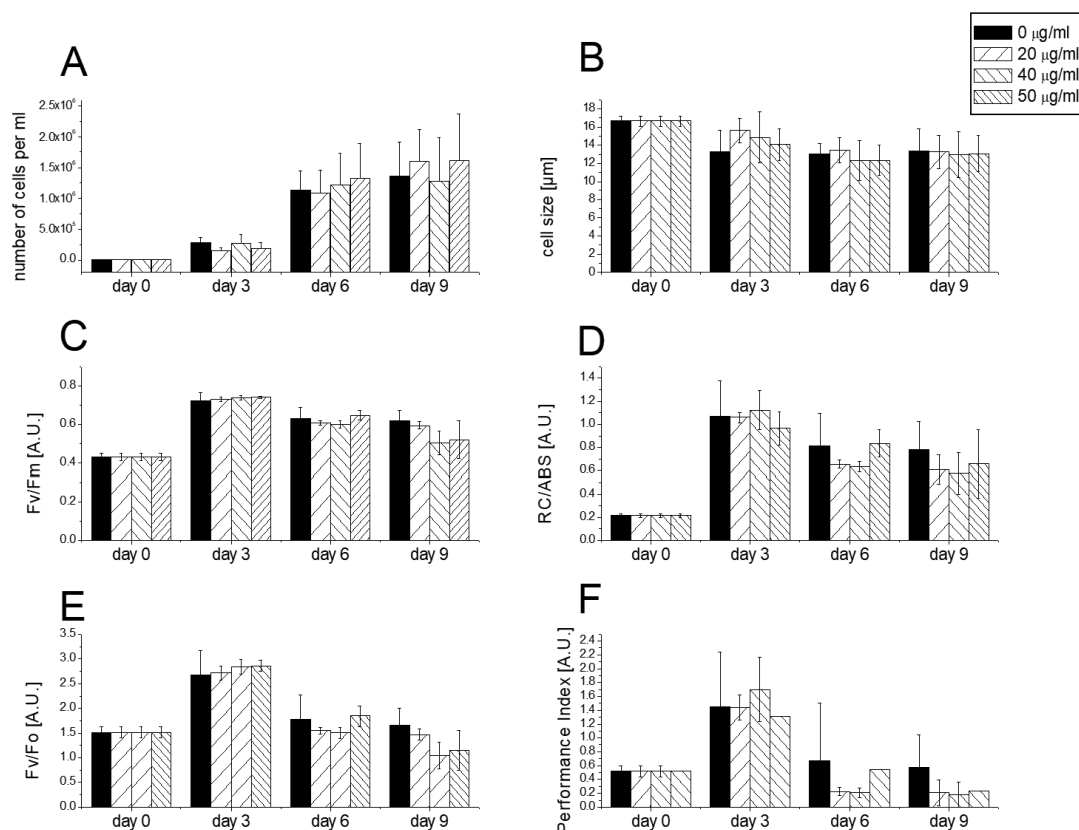 0 µg/ml
20 µg/ml
40 µg/ml
50 µg/ml
A
number of cells per ml
2.5x10⁶
2.0x10⁶
1.5x10⁶
1.0x10⁶
5.0x10⁵
0.0
day 0 day 3 day 6 day 9
B
cell size [µm]
18
16
14
12
10
8
6
4
2
0
day 0 day 3 day 6 day 9
C
Fv/Fm [A.U.]
0.8
0.6
0.4
0.2
0.0
day 0 day 3 day 6 day 9
D
RC/ABS [A.U.]
1.4
1.2
1.0
0.8
0.6
0.4
0.2
0.0
day 0 day 3 day 6 day 9
E
Fv/Fo [A.U.]
3.5
3.0
2.5
2.0
1.5
1.0
0.5
0.0
day 0 day 3 day 6 day 9
F
Performance Index [A.U.]
2.4
2.2
2.0
1.8
1.6
1.4
1.2
1.0
0.8
0.6
0.4
0.2
0.0
day 0 day 3 day 6 day 9